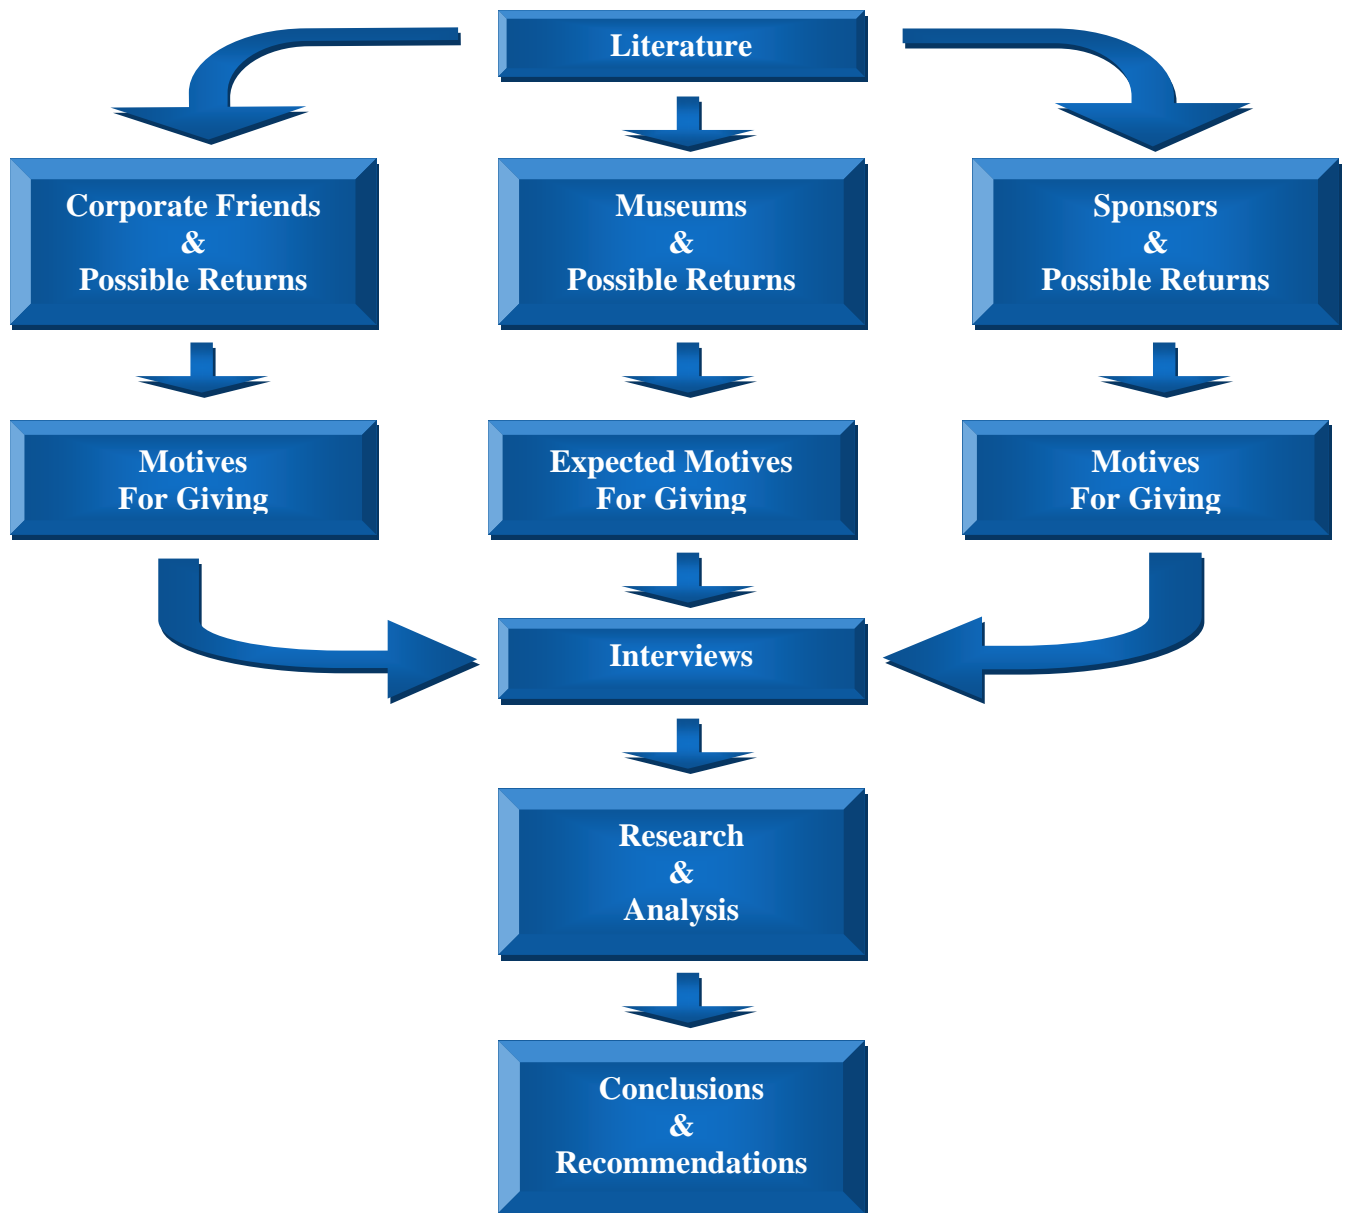 Literature
Corporate Friends
&
Possible Returns
Museums
&
Possible Returns
Sponsors
&
Possible Returns
Motives
For Giving
Expected Motives
For Giving
Motives
For Giving
Interviews
Research
&
Analysis
Conclusions
&
Recommendations